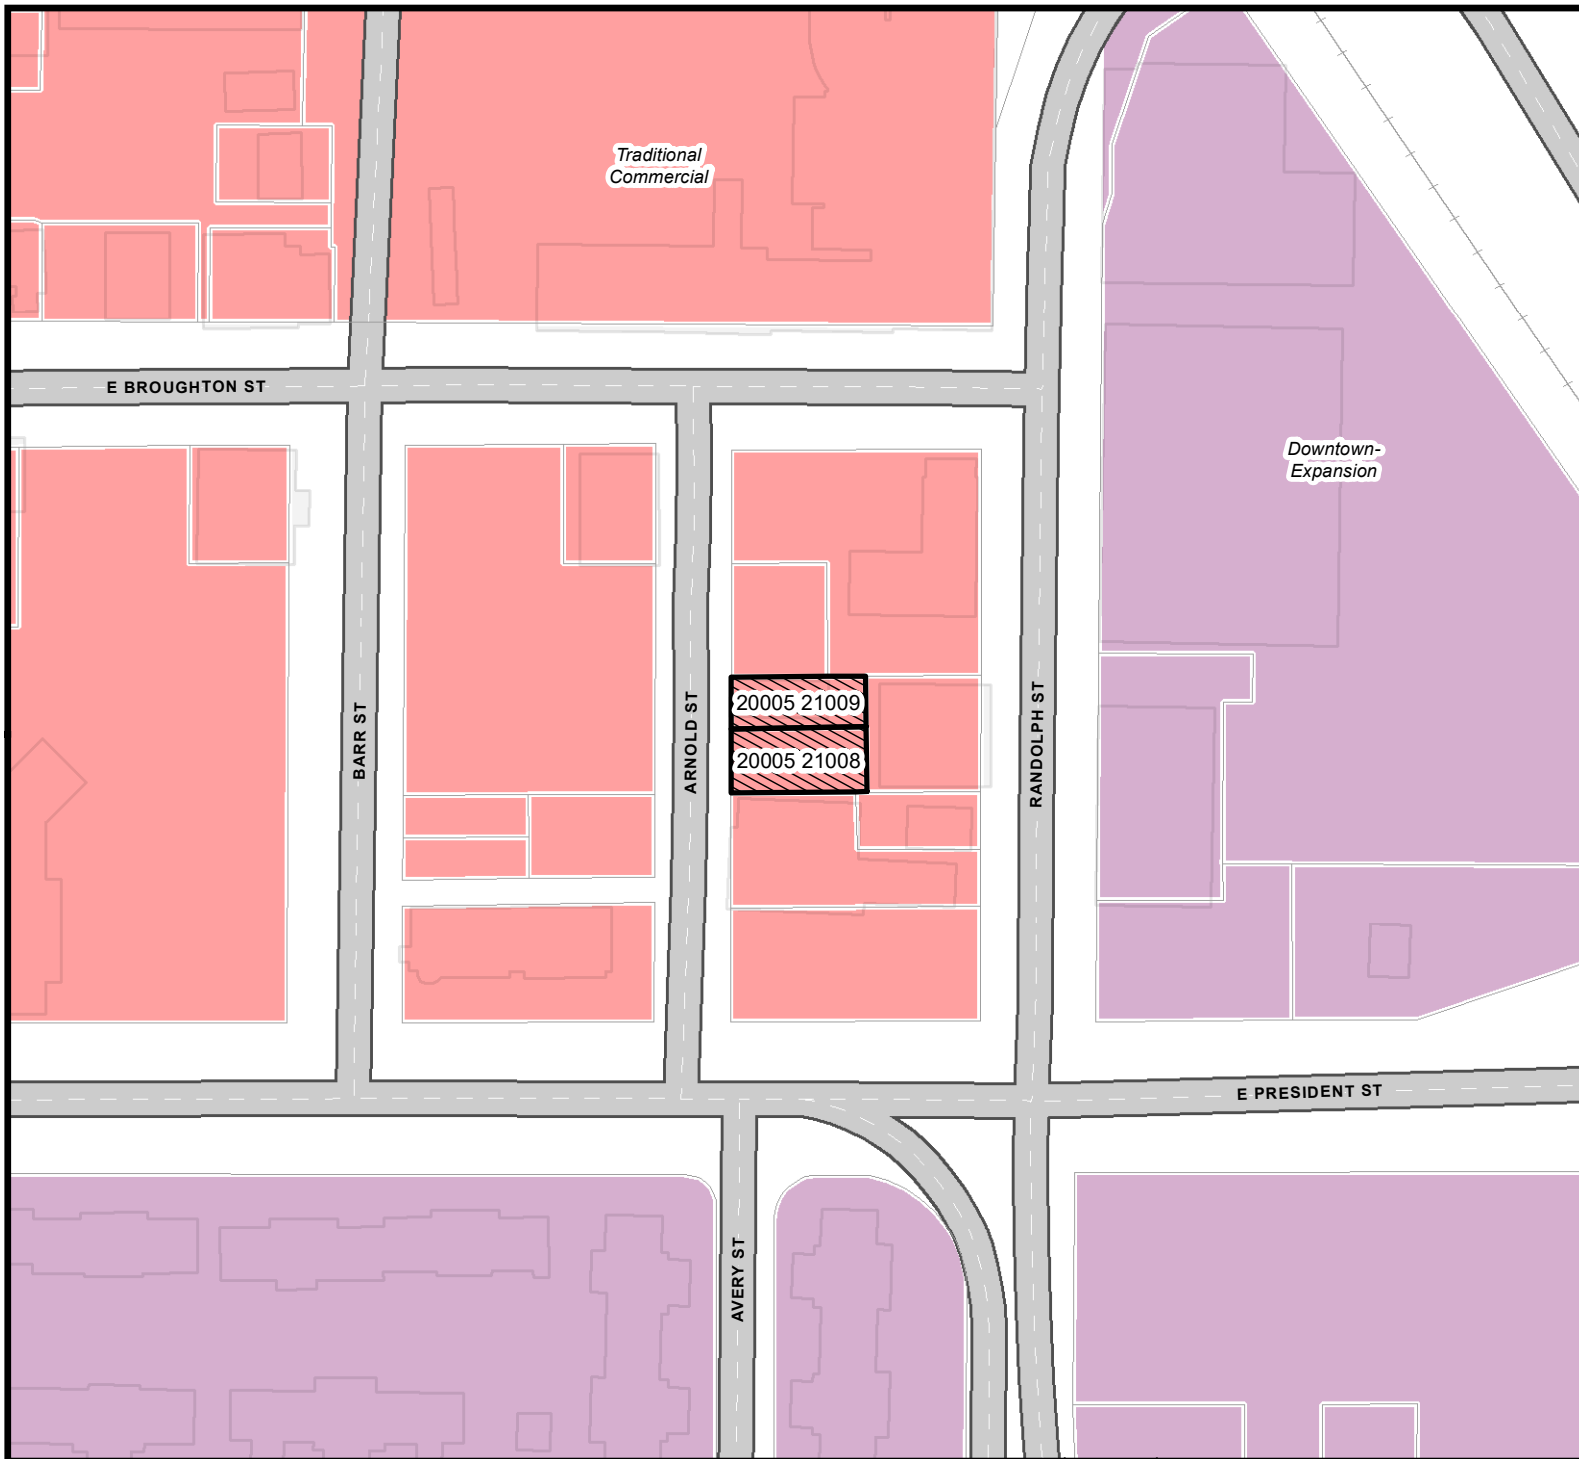 Traditional
Commercial
E BROUGHTON ST
Downtown-
Expansion
BARR ST
ARNOLD ST
20005 21009
20005 21008
RANDOLPH ST
E PRESIDENT ST
AVERY ST